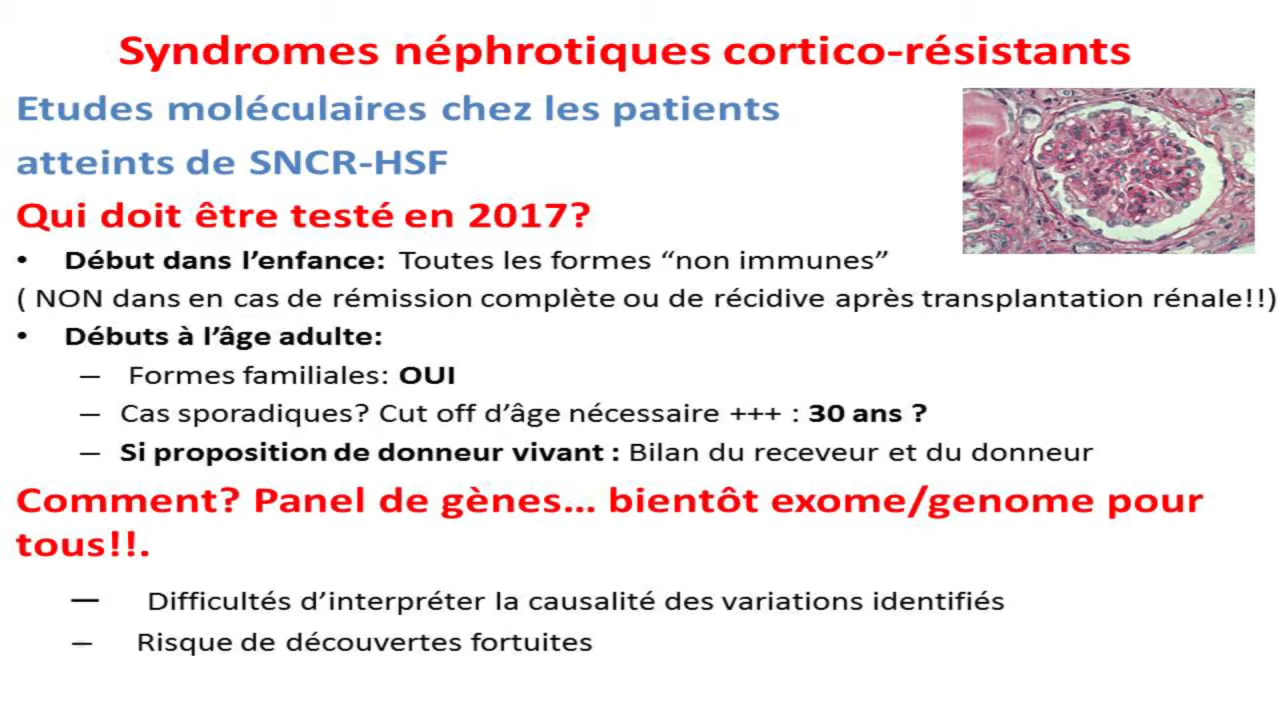 Syndromes néphrotiques cortico-résistants
Etudes moléculaires chez les patients
atteints de SNCR-HSF
Qui doit être testé en 2017?
• Début dans l’enfance: Toutes les formes “non immunes”
( NON dans en cas de rémission complète ou de récidive après transplantation rénale!!)
• Débuts à l’âge adulte:
– Formes familiales: OUI
– Cas sporadiques? Cut off d’âge nécessaire +++ : 30 ans ?
– Si proposition de donneur vivant : Bilan du receveur et du donneur
Comment? Panel de gènes... bientôt exome/genome pour
tous!!.
– Difficultés d’interpréter la causalité des variations identifiés
– Risque de découvertes fortuites